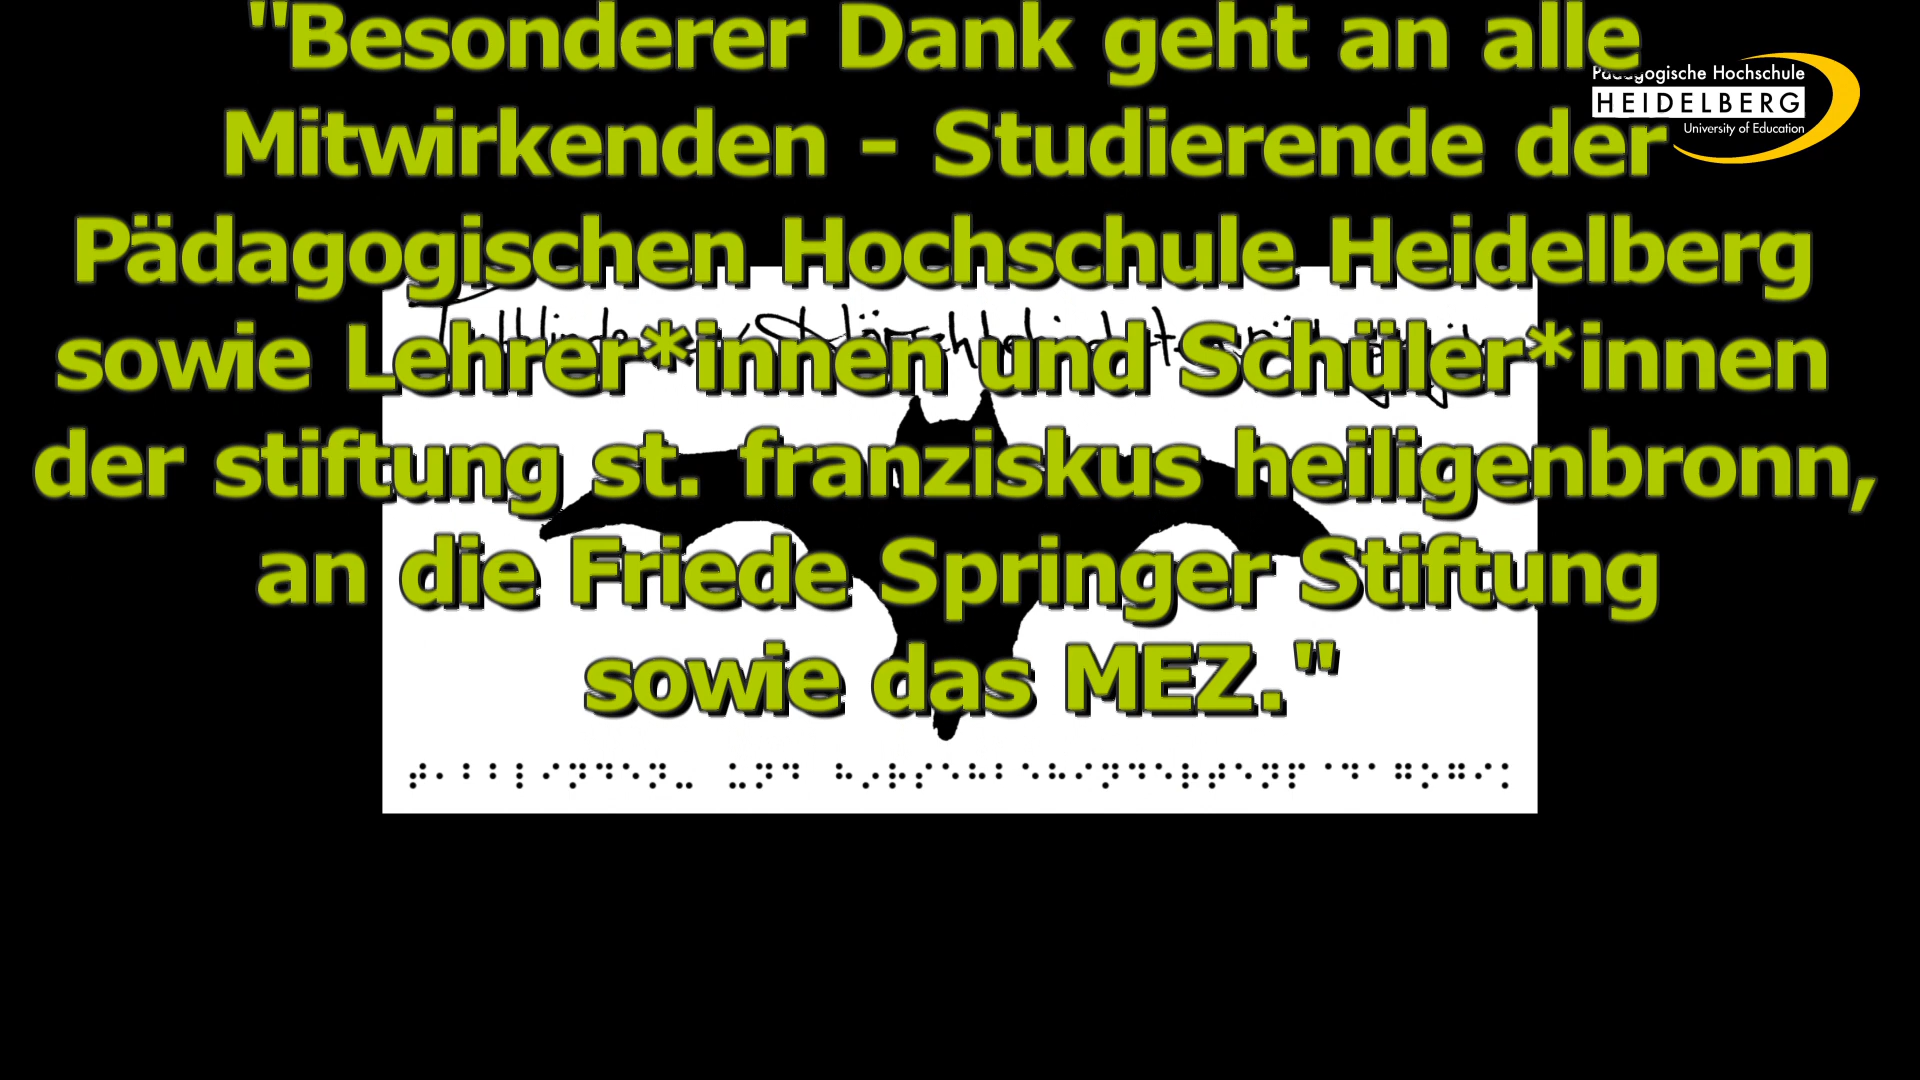 "Besonderer Dank geht an alle
Mitwirkenden - Studierende der
Pädagogischen Hochschule Heidelberg
sowie Lehrer*innen und Schüler*innen
der stiftung st. franziskus heiligenbronn,
an die Friede Springer Stiftung
sowie das MEZ."
Pädagogische Hochschule
HEIDELBERG
University of Education